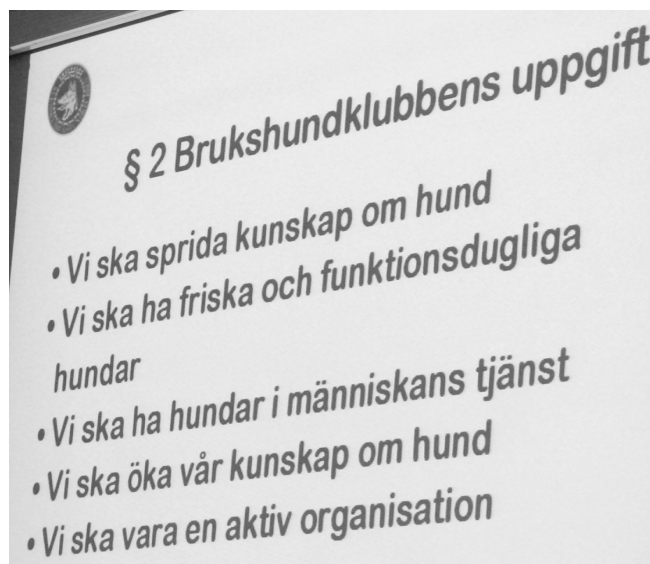 § 2 Brukshundklubbens uppgift
• Vi ska sprida kunskap om hund
• Vi ska ha friska och funktionsdugliga
hundar
• Vi ska ha hundar i människans tjänst
• Vi ska öka vår kunskap om hund
• Vi ska vara en aktiv organisation